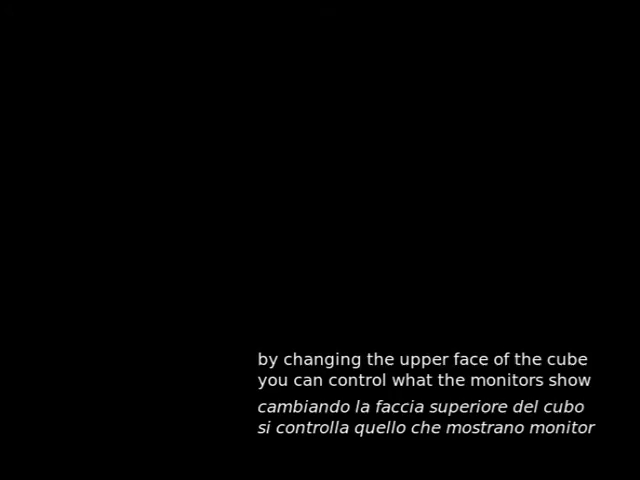 by changing the upper face of the cube
you can control what the monitors show
cambiando la faccia superiore del cubo
si controlla quello che mostrano monitor